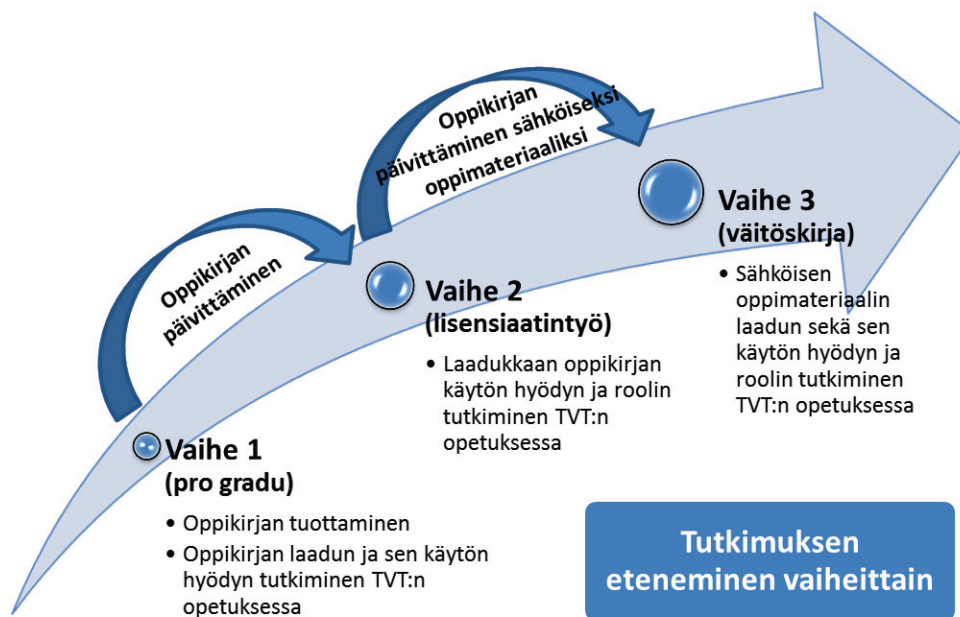 Oppikirjan
päivittäminen
Oppikirjan
päivittäminen sähköiseksi
oppimateriaaliksi
Vaihe 1
(pro gradu)
• Oppikirjan tuottaminen
• Oppikirjan laadun ja sen käytön
hyödyn tutkiminen TVT:n
opetuksessa
Vaihe 2
(lisensiaatintyö)
• Laadukkaan oppikirjan
käytön hyödyn ja roolin
tutkiminen TVT:n
opetuksessa
Vaihe 3
(väitöskirja)
• Sähköisen
oppimateriaalin
laadun sekä sen
käytön hyödyn ja
roolin tutkiminen
TVT:n opetuksessa
Tutkimuksen
eteneminen vaiheittain